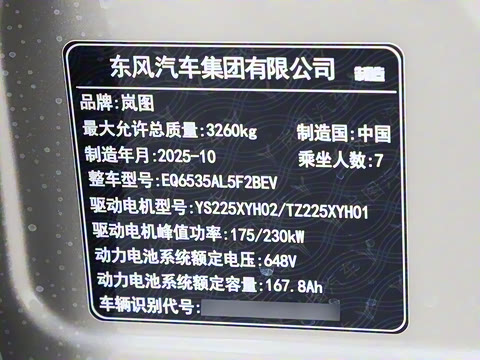 东风汽车集团有限公司 制造
品牌:岚图
最大允许总质量:3260kg 制造国:中国
制造年月:2025-10 乘坐人数:7
整车型号:EQ6535AL5F2BEV
驱动电机型号:YS225XYH02/TZ225XYH01
驱动电机峰值功率:175/230kW
动力电池系统额定电压:648V
动力电池系统额定容量:167.8Ah
车辆识别代号: